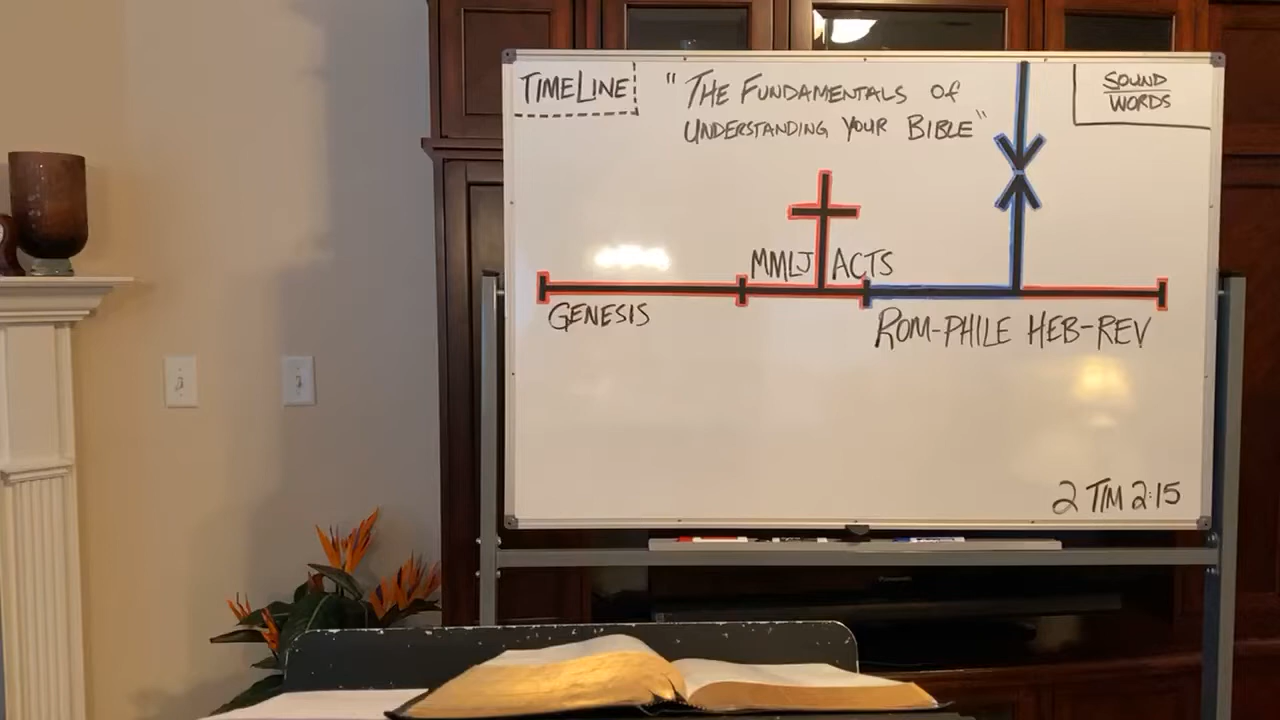 TIMELINE
"THE FUNDAMENTALS OF
UNDERSTANDING YOUR BIBLE"
SOUND
WORDS
MMLJ ACTS
GENESIS
ROM-PHILE HEB-REV
2 TIM 2:15
Panasonic